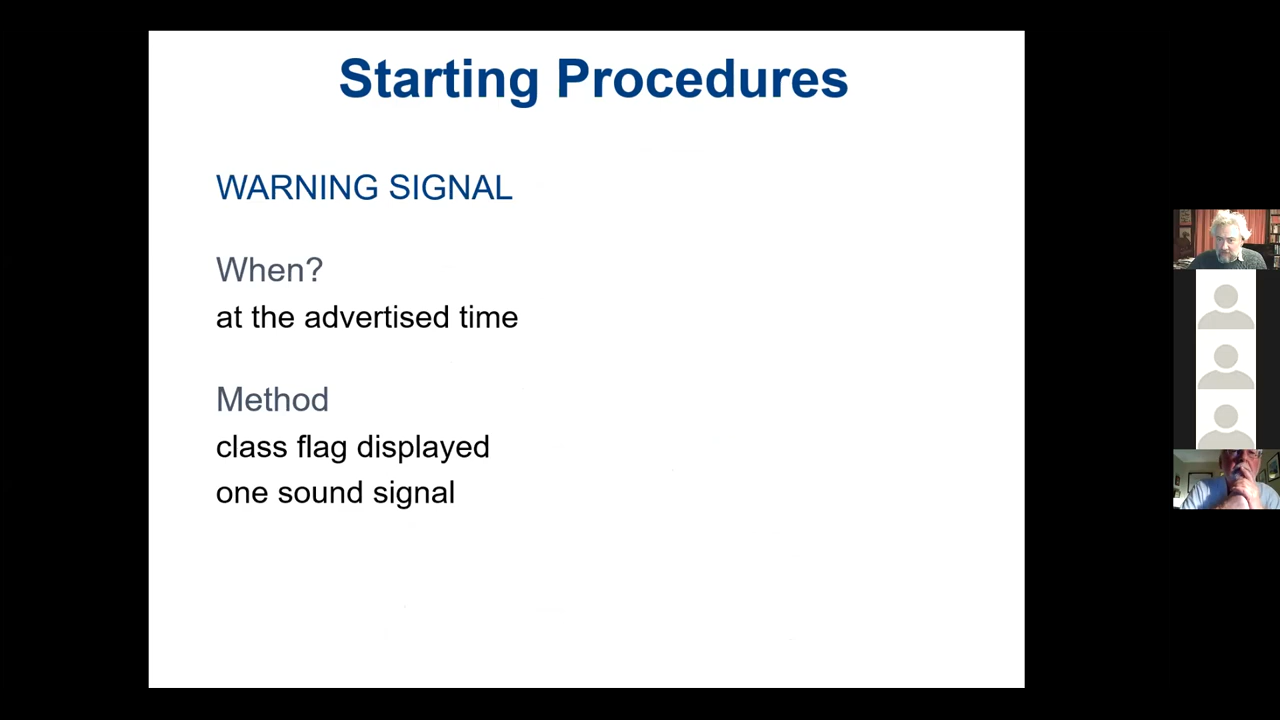 Starting Procedures
WARNING SIGNAL
When?
at the advertised time
Method
class flag displayed
one sound signal